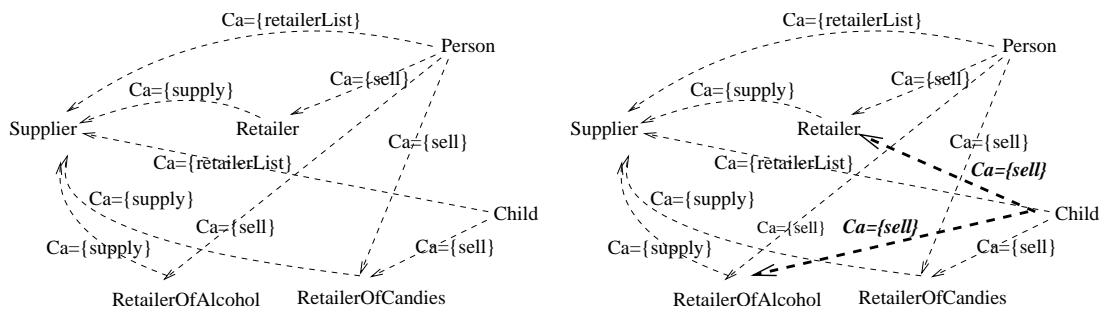 Ca={retailerList}
Person
Ca={supply}
Ca={sell}
Supplier
Retailer
Ca={sell}
Ca={retailerList}
Ca={supply}
Child
Ca={sell}
Ca={supply}
Ca={sell}
RetailerOfAlcohol
RetailerOfCandies
Ca={retailerList}
Person
Ca={supply}
Ca={sell}
Supplier
Retailer
Ca={sell}
Ca={retailerList}
Ca={sell}
Ca={supply}
Child
Ca={sell}
Ca={sell}
Ca={supply}
Ca={sell}
RetailerOfAlcohol
RetailerOfCandies